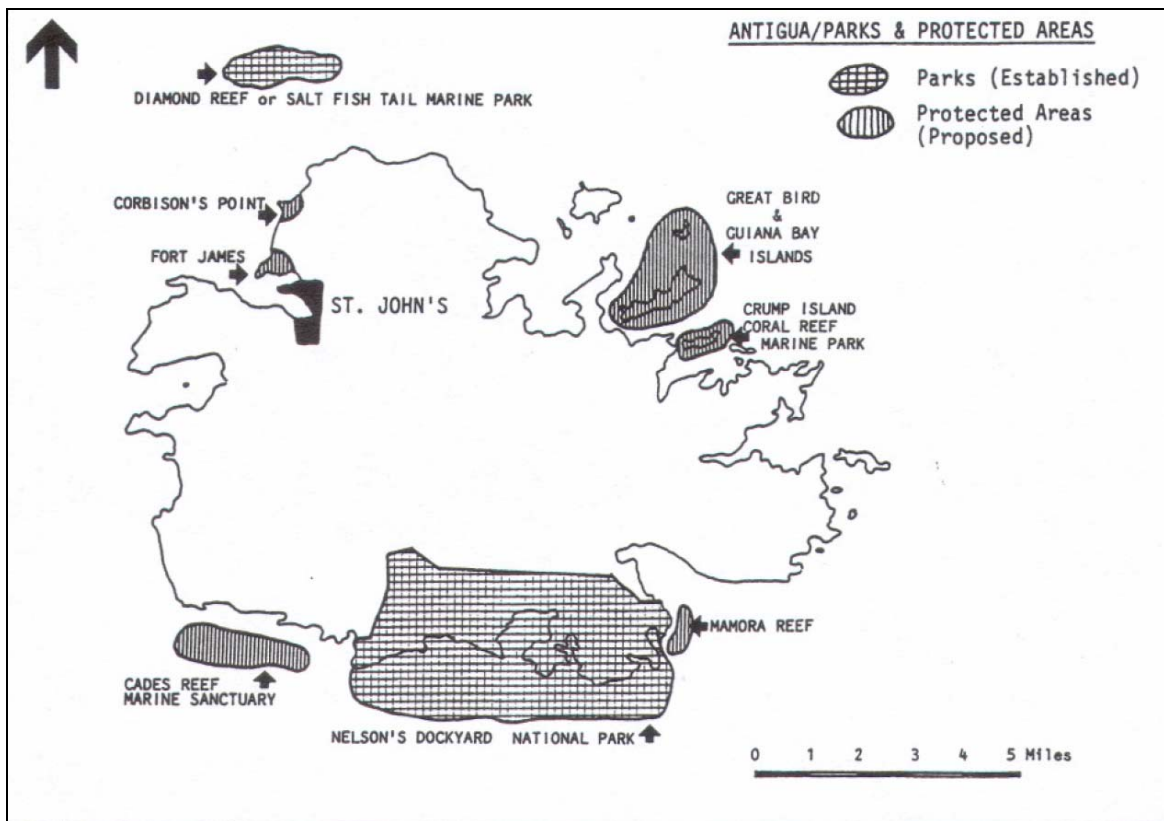 ANTIGUA/PARKS & PROTECTED AREAS
Parks (Established)
Protected Areas
(Proposed)
DIAMOND REEF or SALT FISH TAIL MARINE PARK
CORBISON'S POINT
FORT JAMES
ST. JOHN'S
GREAT BIRD
&
GUIANA BAY
ISLANDS
CRUMP ISLAND
CORAL REEF
MARINE PARK
MAMORA REEF
CADES REEF
MARINE SANCTUARY
NELSON'S DOCKYARD NATIONAL PARK
0 1 2 3 4 5 Miles